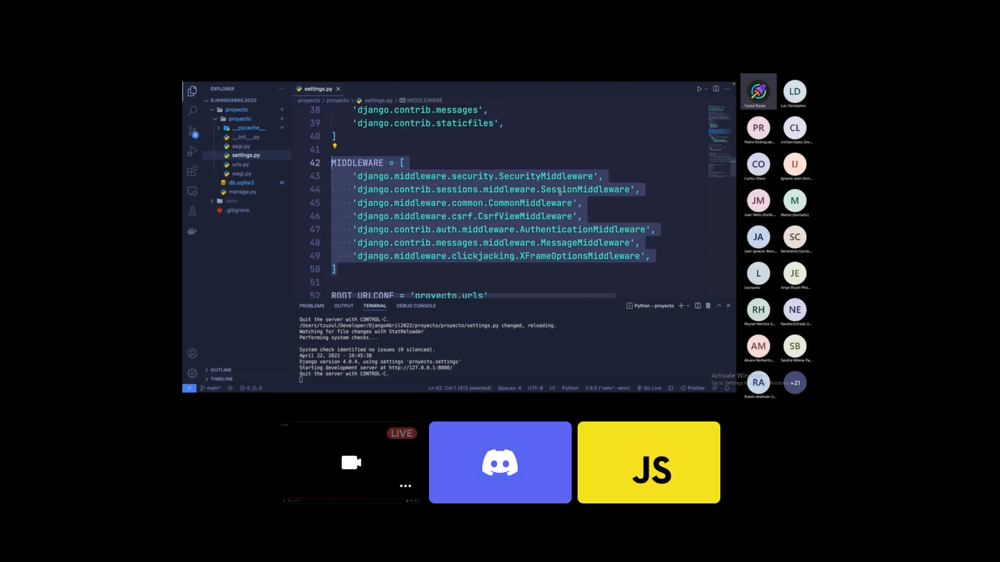 EXPLORER
DJANGOABRIL2022
proyecto
proyecto
__pycache__
__init__.py
asgi.py
settings.py
urls.py
wsgi.py
db.sqlite3 M
manage.py
venv
.gitignore
OUTLINE
TIMELINE
settings.py
proyecto > proyecto > settings.py > MIDDLEWARE
38 'django.contrib.messages',
39 'django.contrib.staticfiles',
40 ]
41
42 MIDDLEWARE = [
43 'django.middleware.security.SecurityMiddleware',
44 'django.contrib.sessions.middleware.SessionMiddleware',
45 'django.middleware.common.CommonMiddleware',
46 'django.middleware.csrf.CsrfViewMiddleware',
47 'django.contrib.auth.middleware.AuthenticationMiddleware',
48 'django.contrib.messages.middleware.MessageMiddleware',
49 'django.middleware.clickjacking.XFrameOptionsMiddleware',
50 ]
51
52 ROOT_URLCONF = 'proyecto.urls'
PROBLEMS OUTPUT TERMINAL DEBUG CONSOLE
Python - proyecto
Quit the server with CONTROL-C.
/Users/tzuzul/Developer/DjangoAbril2022/proyecto/proyecto/settings.py changed, reloading.
Watching for file changes with StatReloader
Performing system checks...
System check identified no issues (0 silenced).
April 22, 2022 - 19:45:38
Django version 4.0.4, using settings 'proyecto.settings'
Starting development server at http://127.0.0.1:8000/
Quit the server with CONTROL-C.
main* 0 0
Ln 42, Col 1 (412 selected) Spaces: 4 UTF-8 LF Python 3.9.5 ('venv': venv) Go Live Prettier
Tzuzul Rosas
LD
Luis Destephen
PR
Pedro Rodriguez...
CL
cristian lopez (Inv...
CO
Carlos Otero
IJ
Ignacio Jaen (Invi...
JM
Juan Melo (Invita...
M
Mateo (Invitado)
JA
Juan Ignacio Alon...
SC
Semiramis Garcia...
L
Leonardo
JE
Jorge Bryan Prta...
RH
Reyner Herrera (I...
NE
Natalia Estrada (I...
AM
Alvaro Norberto...
SB
Sandra Milena Pa...
RA
Ruben Andrade (I...
+21
Activate Windows
Go to Settings to Windows
LIVE
JS